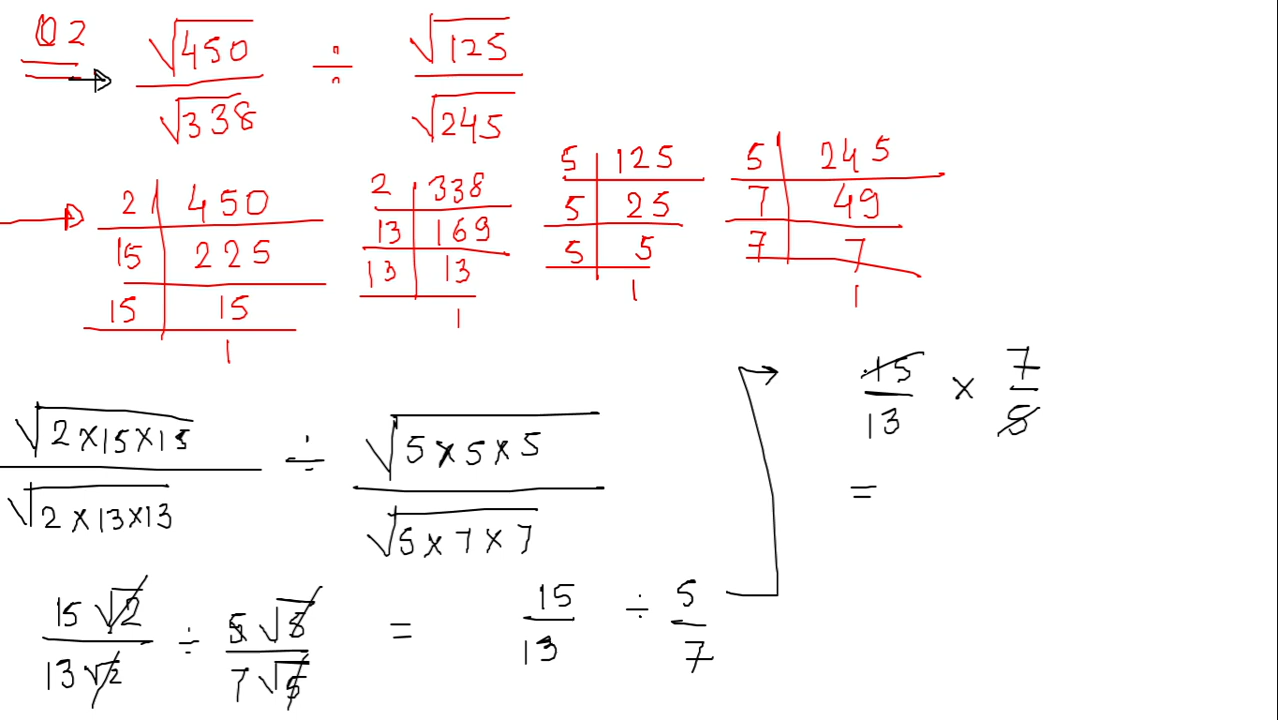 Q2
√450 / √338 ÷ √125 / √245
2 | 450
15 | 225
15 | 15
1
2 | 338
13 | 169
13 | 13
1
5 | 125
5 | 25
5 | 5
1
5 | 245
7 | 49
7 | 7
1
√2×15×15 / √2×13×13 ÷ √5×5×5 / √5×7×7
15√2 / 13√2 ÷ 5√5 / 7√5 = 15 / 13 ÷ 5 / 7
→ 15 / 13 × 7 / 5
=